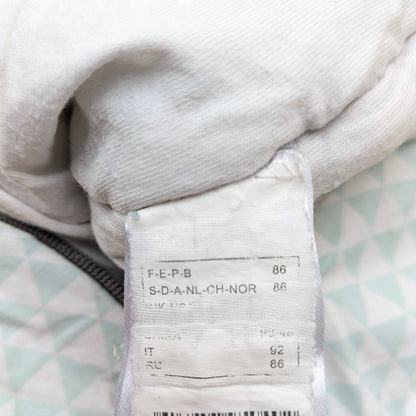 F-E-P-B 86
S-D-A-NL-CH-NOR 86
IT 92
RU 86